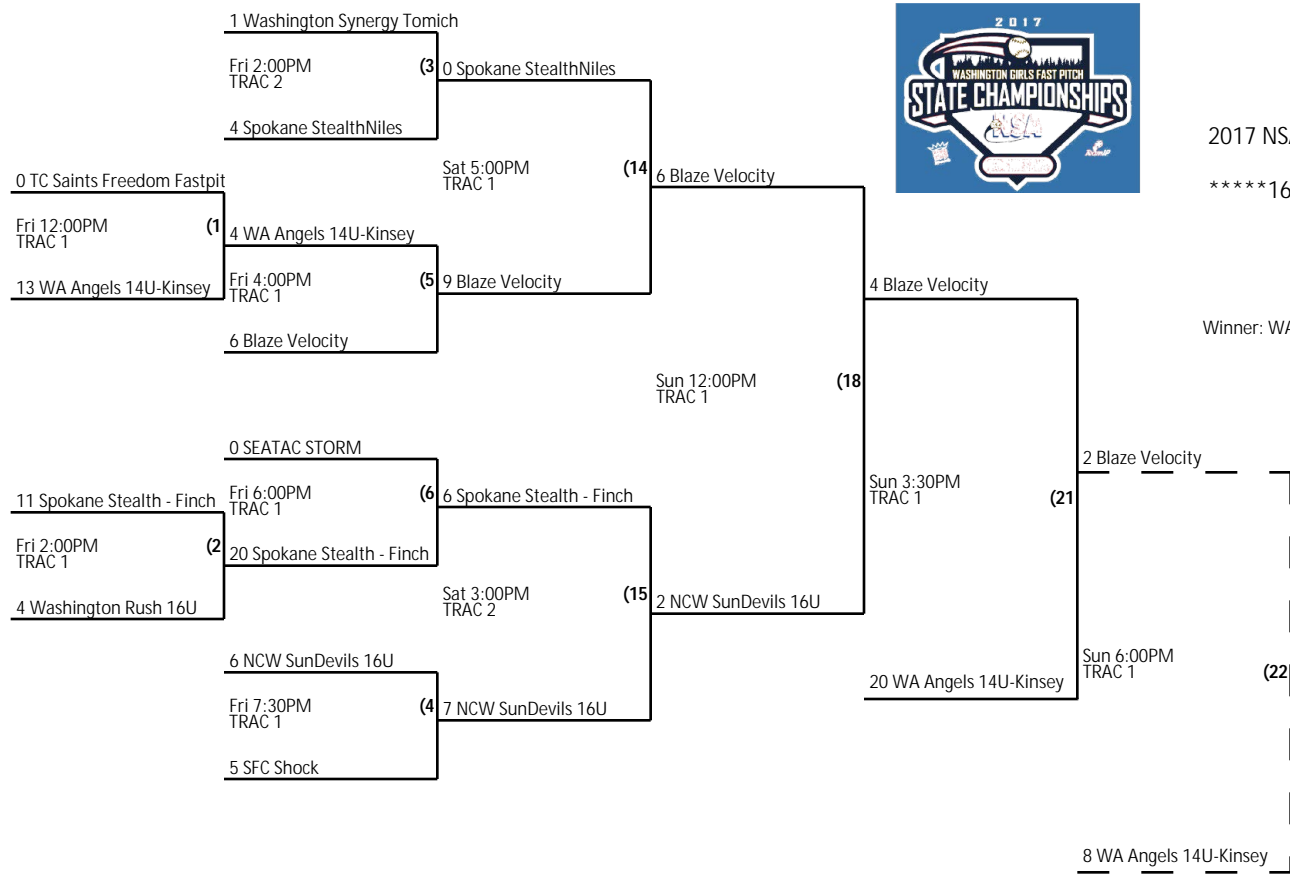 1 Washington Synergy Tomich
Fri 2:00PM
TRAC 2
(3
4 Spokane StealthNiles
0 Spokane StealthNiles
0 TC Saints Freedom Fastpit
Fri 12:00PM
TRAC 1
(1
13 WA Angels 14U-Kinsey
4 WA Angels 14U-Kinsey
Fri 4:00PM
TRAC 1
(5
6 Blaze Velocity
9 Blaze Velocity
Sat 5:00PM
TRAC 1
(14
6 Blaze Velocity
0 SEATAC STORM
Fri 6:00PM
TRAC 1
(6
11 Spokane Stealth - Finch
Fri 2:00PM
TRAC 1
(2
4 Washington Rush 16U
20 Spokane Stealth - Finch
6 Spokane Stealth - Finch
Sat 3:00PM
TRAC 2
(15
6 NCW SunDevils 16U
Fri 7:30PM
TRAC 1
(4
5 SFC Shock
7 NCW SunDevils 16U
2 NCW SunDevils 16U
Sun 12:00PM
TRAC 1
(18
4 Blaze Velocity
Sun 3:30PM
TRAC 1
(21
20 WA Angels 14U-Kinsey
2 Blaze Velocity
Sun 6:00PM
TRAC 1
(22
8 WA Angels 14U-Kinsey
2017
WASHINGTON GIRLS FAST PITCH
STATE CHAMPIONSHIPS
NSA
2017 NSA
*****16
Winner: WA